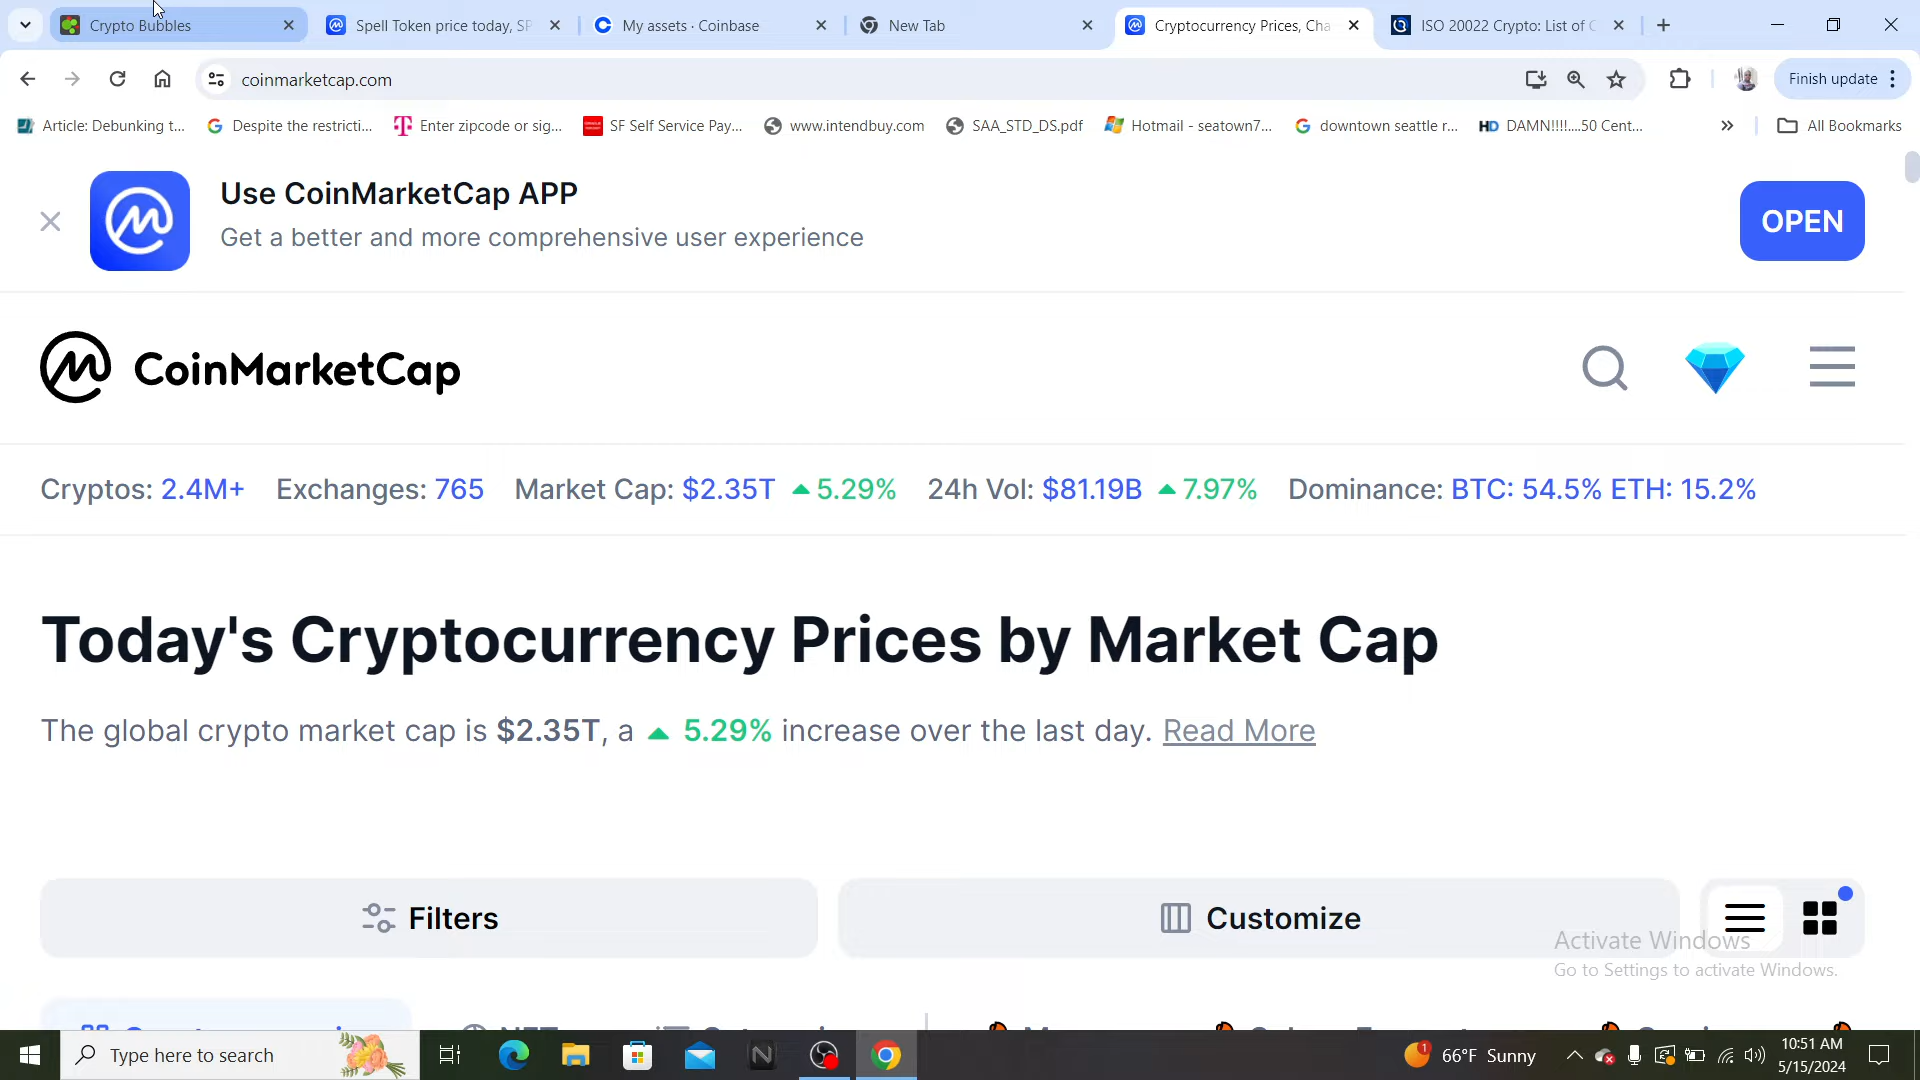 Crypto Bubbles
Spell Token price today, SP
My assets · Coinbase
New Tab
Cryptocurrency Prices, Cha
ISO 20022 Crypto: List of C
coinmarketcap.com
Finish update
Article: Debunking t...
Despite the restricti...
Enter zipcode or sig...
SF Self Service Pay...
www.intendbuy.com
SAA_STD_DS.pdf
Hotmail - seatown7...
downtown seattle r...
HD DAMN!!!!....50 Cent...
All Bookmarks
Use CoinMarketCap APP
Get a better and more comprehensive user experience
OPEN
CoinMarketCap
Cryptos: 2.4M+ Exchanges: 765 Market Cap: $2.35T 5.29% 24h Vol: $81.19B 7.97% Dominance: BTC: 54.5% ETH: 15.2%
Today's Cryptocurrency Prices by Market Cap
The global crypto market cap is $2.35T, a 5.29% increase over the last day. Read More
Filters
Customize
Activate Windows
Go to Settings to activate Windows.
Type here to search
1
66°F Sunny
10:51 AM
5/15/2024